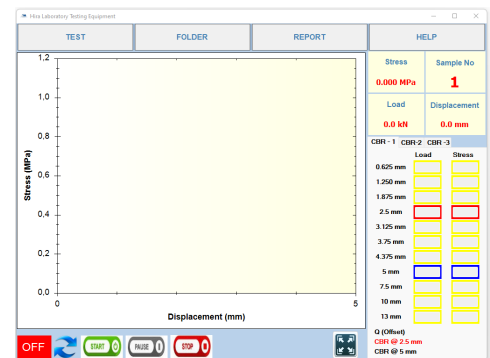 Hira Laboratory Testing Equipment
TEST FOLDER REPORT HELP
Stress Sample No
0.000 MPa 1
Load Displacement
0.0 kN 0.0 mm
CBR - 1 CBR-2 CBR -3
Load Stress
0.625 mm
1.250 mm
1.875 mm
2.5 mm
3.125 mm
3.75 mm
4.375 mm
5 mm
7.5 mm
10 mm
13 mm
Q (Offset)
CBR @ 2.5 mm
CBR @ 5 mm
Stress (MPa)
1,2
1,0
0,8
0,6
0,4
0,2
0,0
0 5
Displacement (mm)
OFF START PAUSE STOP